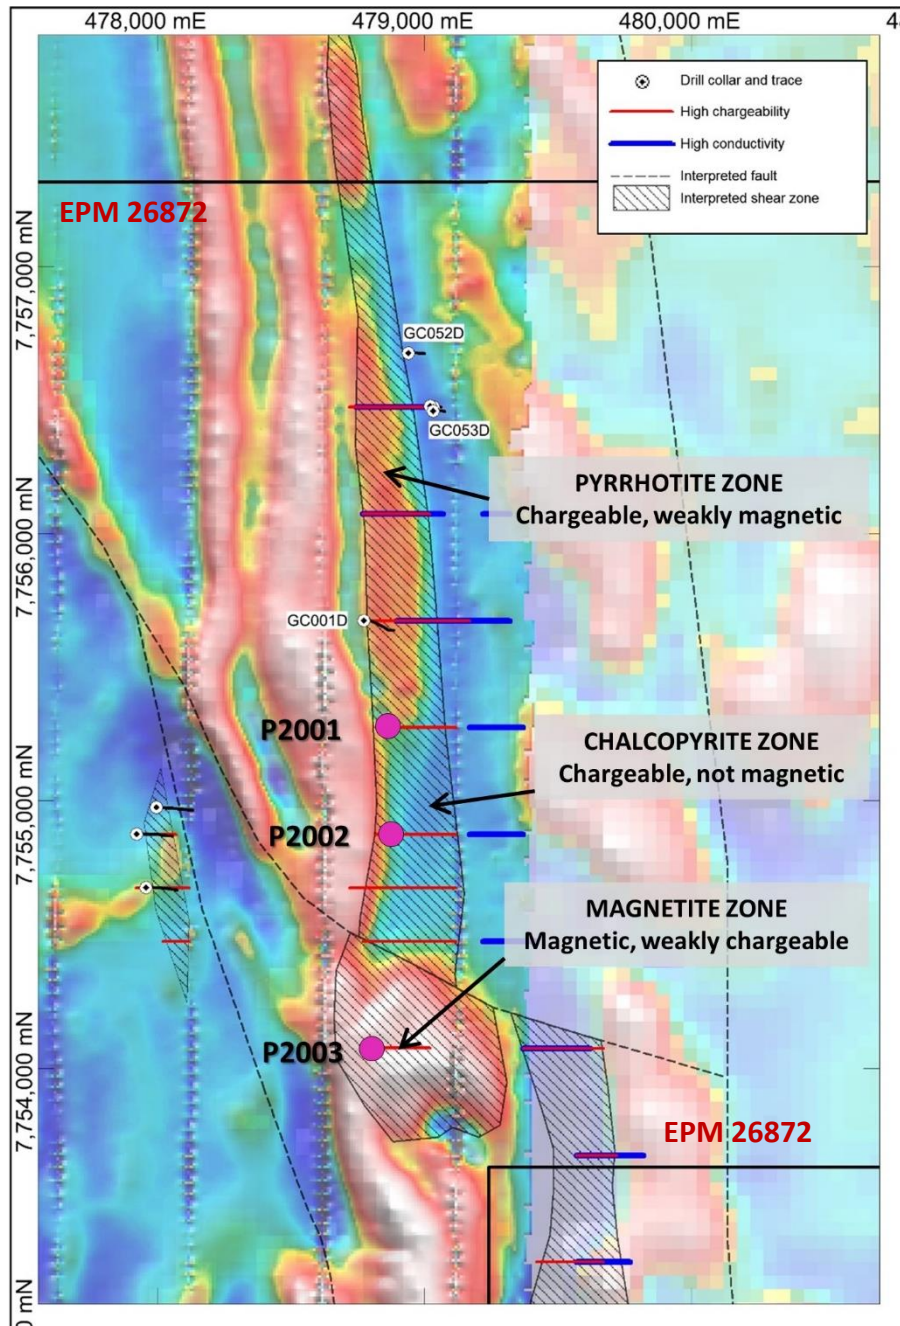 478,000 mE
479,000 mE
480,000 mE
Drill collar and trace
High chargeability
High conductivity
Interpreted fault
Interpreted shear zone
EPM 26872
7,757,000 mN
GC052D
GC053D
PYRRHOTITE ZONE
Chargeable, weakly magnetic
7,756,000 mN
GC001D
P2001
CHALCOPYRITE ZONE
Chargeable, not magnetic
7,755,000 mN
P2002
MAGNETITE ZONE
Magnetic, weakly chargeable
P2003
7,754,000 mN
EPM 26872
0 mN